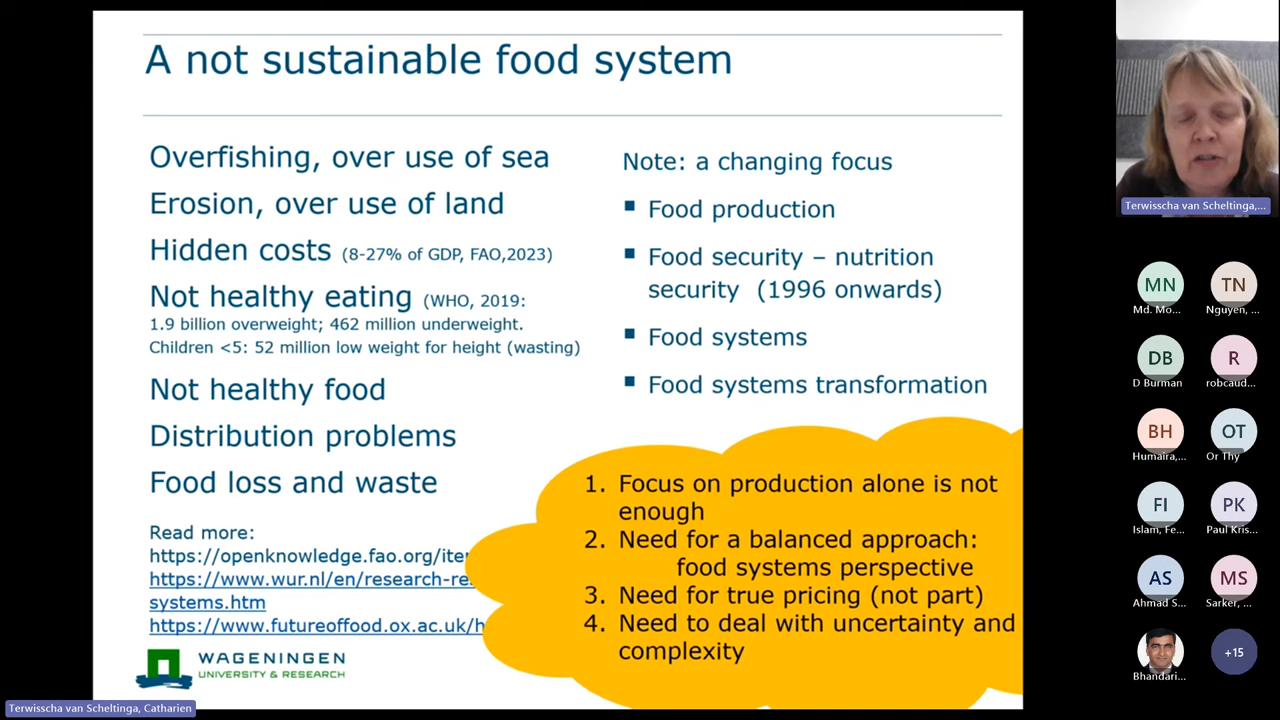 A not sustainable food system
Overfishing, over use of sea
Erosion, over use of land
Hidden costs (8-27% of GDP, FAO,2023)
Not healthy eating (WHO, 2019:
1.9 billion overweight; 462 million underweight.
Children <5: 52 million low weight for height (wasting)
Not healthy food
Distribution problems
Food loss and waste
Read more:
https://openknowledge.fao.org/iter
https://www.wur.nl/en/research-re
systems.htm
https://www.futureoffood.ox.ac.uk/h
WAGENINGEN
UNIVERSITY & RESEARCH
Note: a changing focus
▪ Food production
▪ Food security – nutrition
security (1996 onwards)
▪ Food systems
▪ Food systems transformation
1. Focus on production alone is not
enough
2. Need for a balanced approach:
food systems perspective
3. Need for true pricing (not part)
4. Need to deal with uncertainty and
complexity
Terwisscha van Scheltinga, Catharien
Terwisscha van Scheltinga,...
MN
Md. Mo...
TN
Nguyen, ...
DB
D Burman
R
robcaud...
BH
Humaira,...
OT
Or Thy
FI
Islam, Fe...
PK
Paul Kris...
AS
Ahmad S...
MS
Sarker, ...
Bhandari...
+15